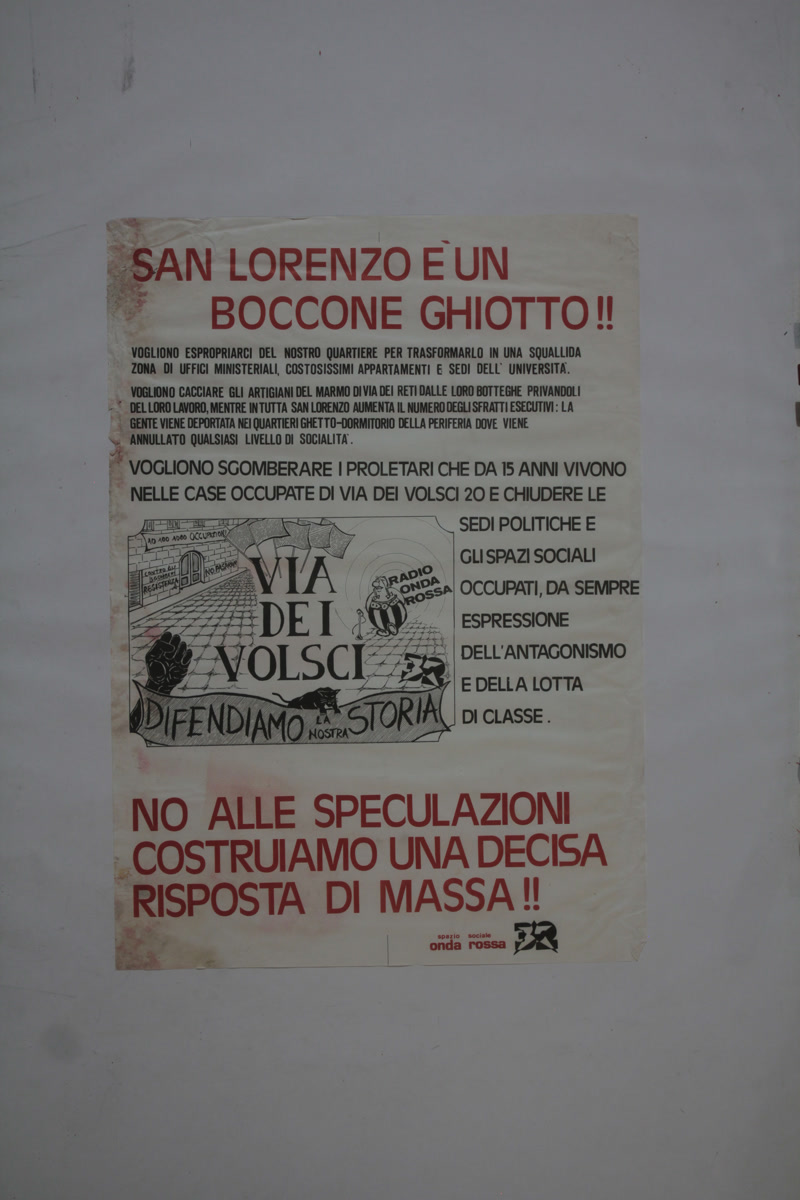 SAN LORENZO E' UN
BOCCONE GHIOTTO!!
VOGLIONO ESPROPRIARCI DEL NOSTRO QUARTIERE PER TRASFORMARLO IN UNA SQUALLIDA
ZONA DI UFFICI MINISTERIALI, COSTOSISSIMI APPARTAMENTI E SEDI DELL' UNIVERSITA'.
VOGLIONO CACCIARE GLI ARTIGIANI DEL MARMO DI VIA DEI RETI DALLE LORO BOTTEGHE PRIVANDOLI
DEL LORO LAVORO, MENTRE IN TUTTA SAN LORENZO AUMENTA IL NUMERO DEGLI SFRATTI ESECUTIVI: LA
GENTE VIENE DEPORTATA NEI QUARTIERI GHETTO-DORMITORIO DELLA PERIFERIA DOVE VIENE
ANNULLATO QUALSIASI LIVELLO DI SOCIALITA'.
VOGLIONO SGOMBERARE I PROLETARI CHE DA 15 ANNI VIVONO
NELLE CASE OCCUPATE DI VIA DEI VOLSCI 20 E CHIUDERE LE
SEDI POLITICHE E
GLI SPAZI SOCIALI
OCCUPATI, DA SEMPRE
ESPRESSIONE
DELL'ANTAGONISMO
E DELLA LOTTA
DI CLASSE.
OCCUPATO!
RESISTENZA
VIA
DEI
VOLSCI
RADIO
ONDA
ROSSA
DIFENDIAMO LA NOSTRA STORIA
NO ALLE SPECULAZIONI
COSTRUIAMO UNA DECISA
RISPOSTA DI MASSA!!
spazio sociale
onda rossa